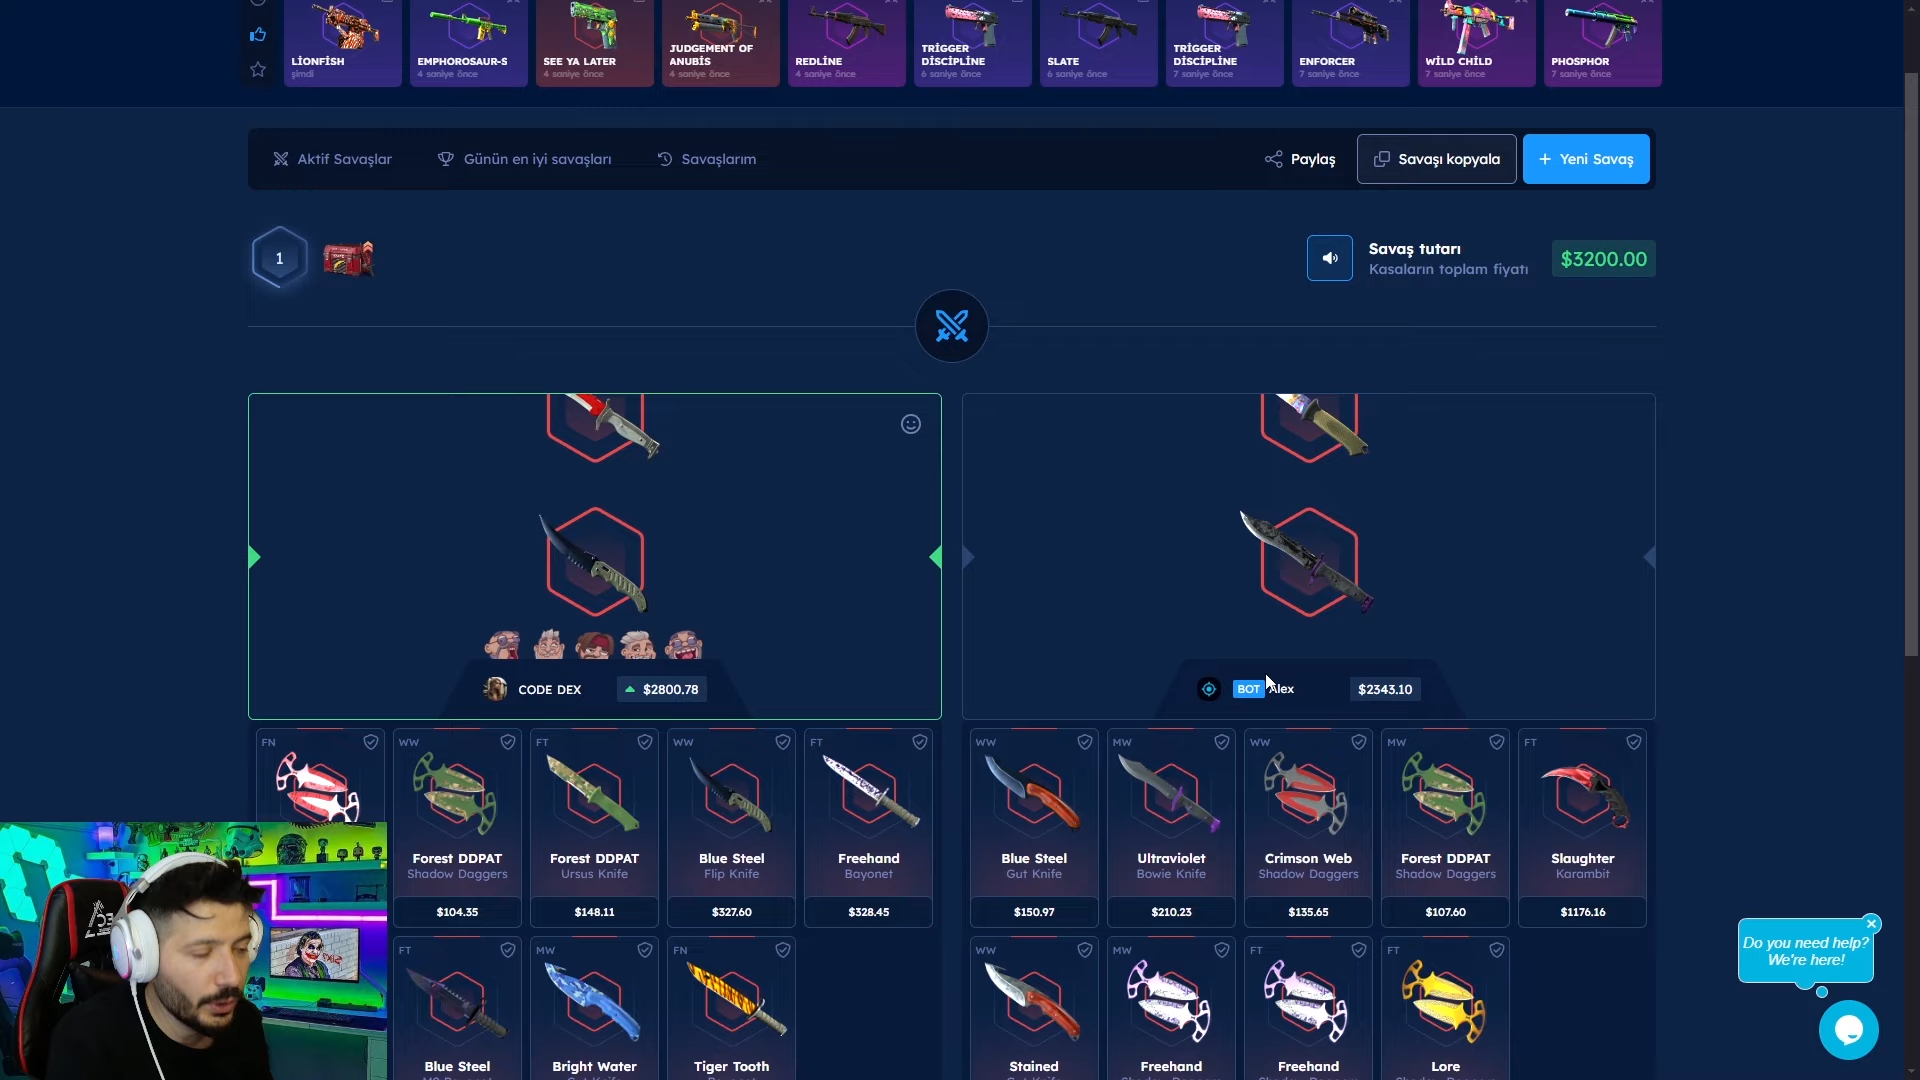 LİONFİSH
şimdi
EMPHOROSAUR-S
4 saniye önce
SEE YA LATER
4 saniye önce
JUDGEMENT OF
ANUBİS
4 saniye önce
REDLİNE
4 saniye önce
TRİGGER
DİSCİPLİNE
6 saniye önce
SLATE
6 saniye önce
TRİGGER
DİSCİPLİNE
7 saniye önce
ENFORCER
7 saniye önce
WİLD CHİLD
7 saniye önce
PHOSPHOR
7 saniye önce
Aktif Savaşlar
Günün en iyi savaşları
Savaşlarım
Paylaş
Savaşı kopyala
+ Yeni Savaş
1
Savaş tutarı
Kasaların toplam fiyatı
$3200.00
CODE DEX
$2800.78
BOT Alex
$2343.10
FN
WW
Forest DDPAT
Shadow Daggers
$104.35
FT
Forest DDPAT
Ursus Knife
$148.11
WW
Blue Steel
Flip Knife
$327.60
FT
Freehand
Bayonet
$328.45
WW
Blue Steel
Gut Knife
$150.97
MW
Ultraviolet
Bowie Knife
$210.23
WW
Crimson Web
Shadow Daggers
$135.65
MW
Forest DDPAT
Shadow Daggers
$107.60
FT
Slaughter
Karambit
$1176.16
FT
Blue Steel
MW
Bright Water
FN
Tiger Tooth
WW
Stained
MW
Freehand
FT
Freehand
FT
Lore
Do you need help?
We're here!